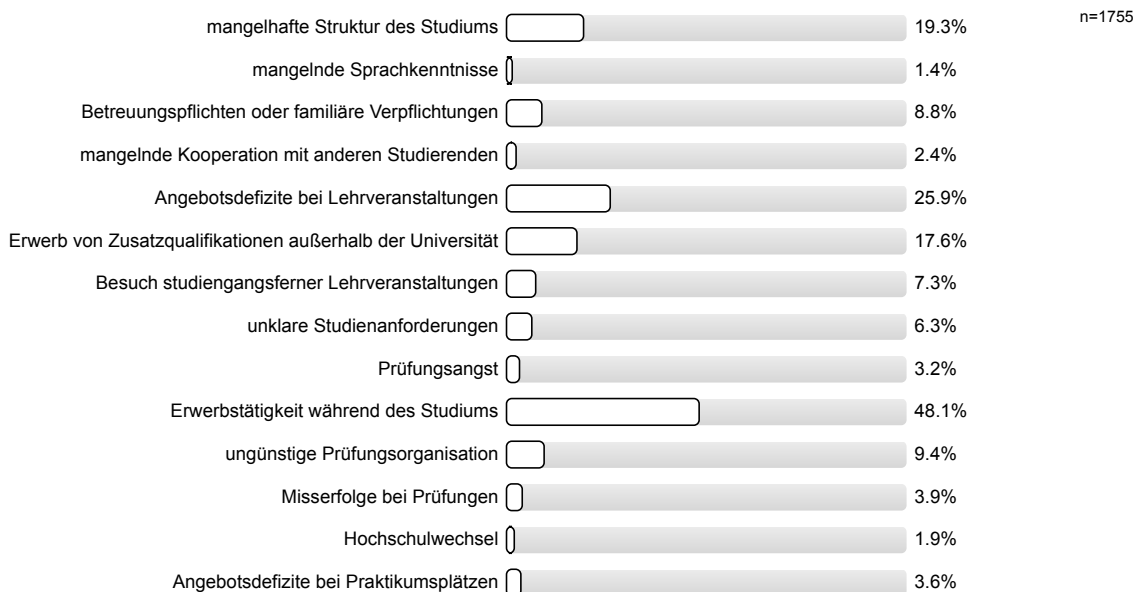 n=1755
mangelhafte Struktur des Studiums 19.3%
mangelnde Sprachkenntnisse 1.4%
Betreuungspflichten oder familiäre Verpflichtungen 8.8%
mangelnde Kooperation mit anderen Studierenden 2.4%
Angebotsdefizite bei Lehrveranstaltungen 25.9%
Erwerb von Zusatzqualifikationen außerhalb der Universität 17.6%
Besuch studiengangsferner Lehrveranstaltungen 7.3%
unklare Studienanforderungen 6.3%
Prüfungsangst 3.2%
Erwerbstätigkeit während des Studiums 48.1%
ungünstige Prüfungsorganisation 9.4%
Misserfolge bei Prüfungen 3.9%
Hochschulwechsel 1.9%
Angebotsdefizite bei Praktikumsplätzen 3.6%